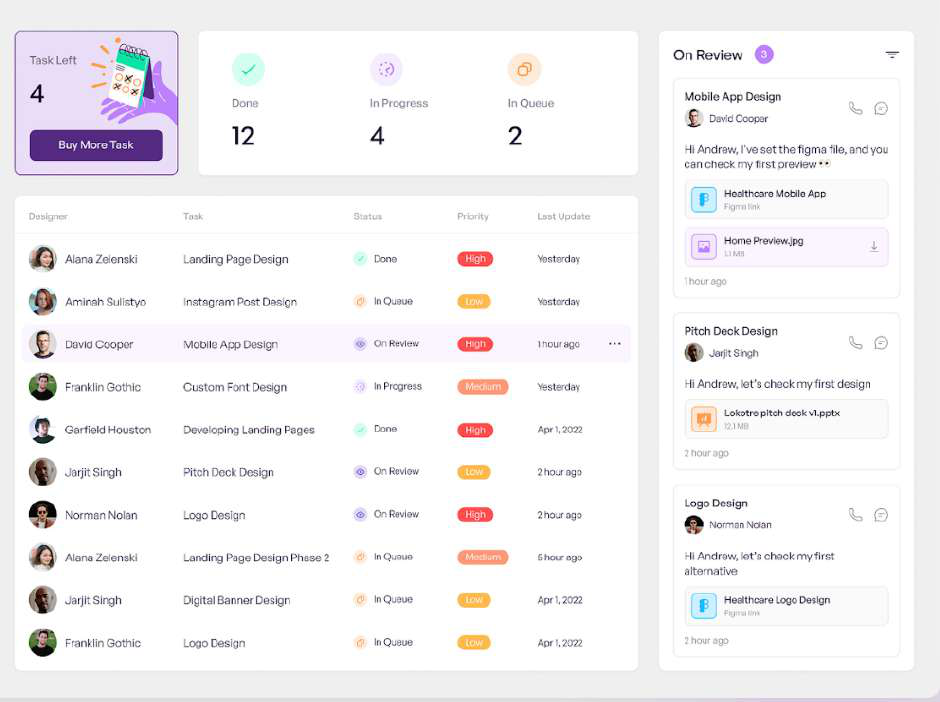 Task Left
4
Buy More Task
Done
12
In Progress
4
In Queue
2
Designer Task Status Priority Last Update
Alana Zelenski Landing Page Design Done High Yesterday
Aminah Sulistyo Instagram Post Design In Queue Low Yesterday
David Cooper Mobile App Design On Review High 1 hour ago
Franklin Gothic Custom Font Design In Progress Medium Yesterday
Garfield Houston Developing Landing Pages Done High Apr 1, 2022
Jarjit Singh Pitch Deck Design On Review Low 2 hour ago
Norman Nolan Logo Design On Review High 2 hour ago
Alana Zelenski Landing Page Design Phase 2 In Queue Medium 5 hour ago
Jarjit Singh Digital Banner Design In Queue Low Apr 1, 2022
Franklin Gothic Logo Design In Queue Low Apr 1, 2022
On Review 3
Mobile App Design
David Cooper
Hi Andrew, I've set the figma file, and you
can check my first preview 👀
Healthcare Mobile App
Figma link
Home Preview.jpg
1.1 MB
1 hour ago
Pitch Deck Design
Jarjit Singh
Hi Andrew, let's check my first design
Lokotre pitch deck v1.pptx
12.1 MB
2 hour ago
Logo Design
Norman Nolan
Hi Andrew, let's check my first
alternative
Healthcare Logo Design
Figma link
2 hour ago